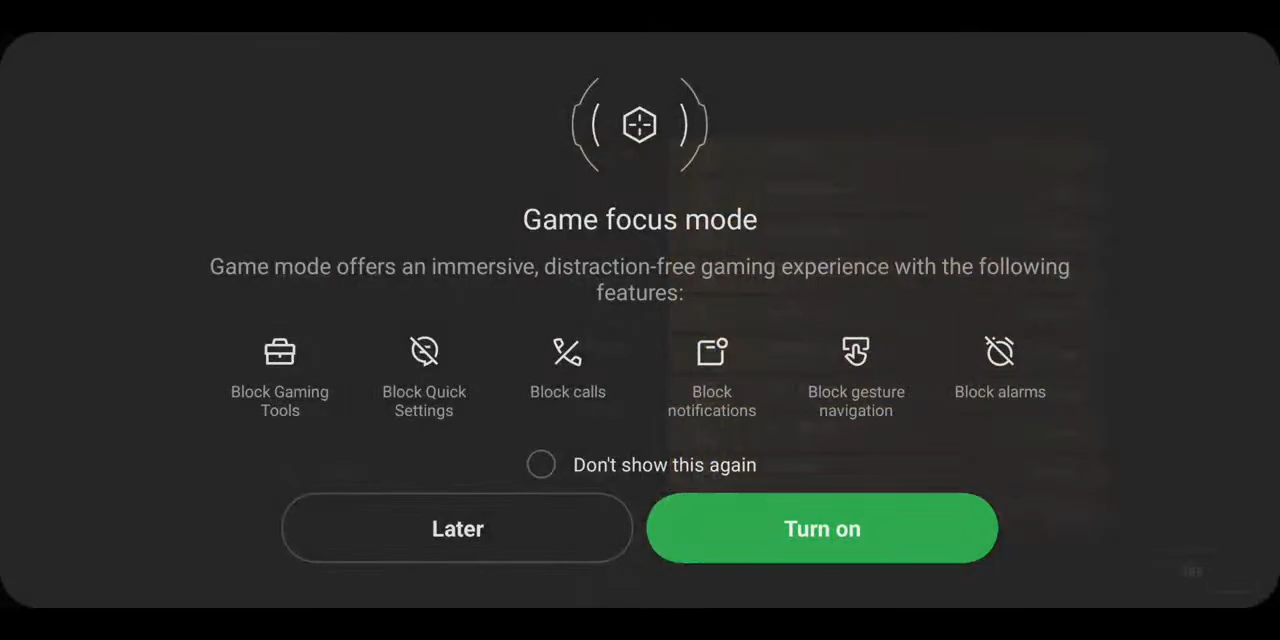 Game focus mode
Game mode offers an immersive, distraction-free gaming experience with the following
features:
Block Gaming
Tools
Block Quick
Settings
Block calls
Block
notifications
Block gesture
navigation
Block alarms
Don't show this again
Later
Turn on